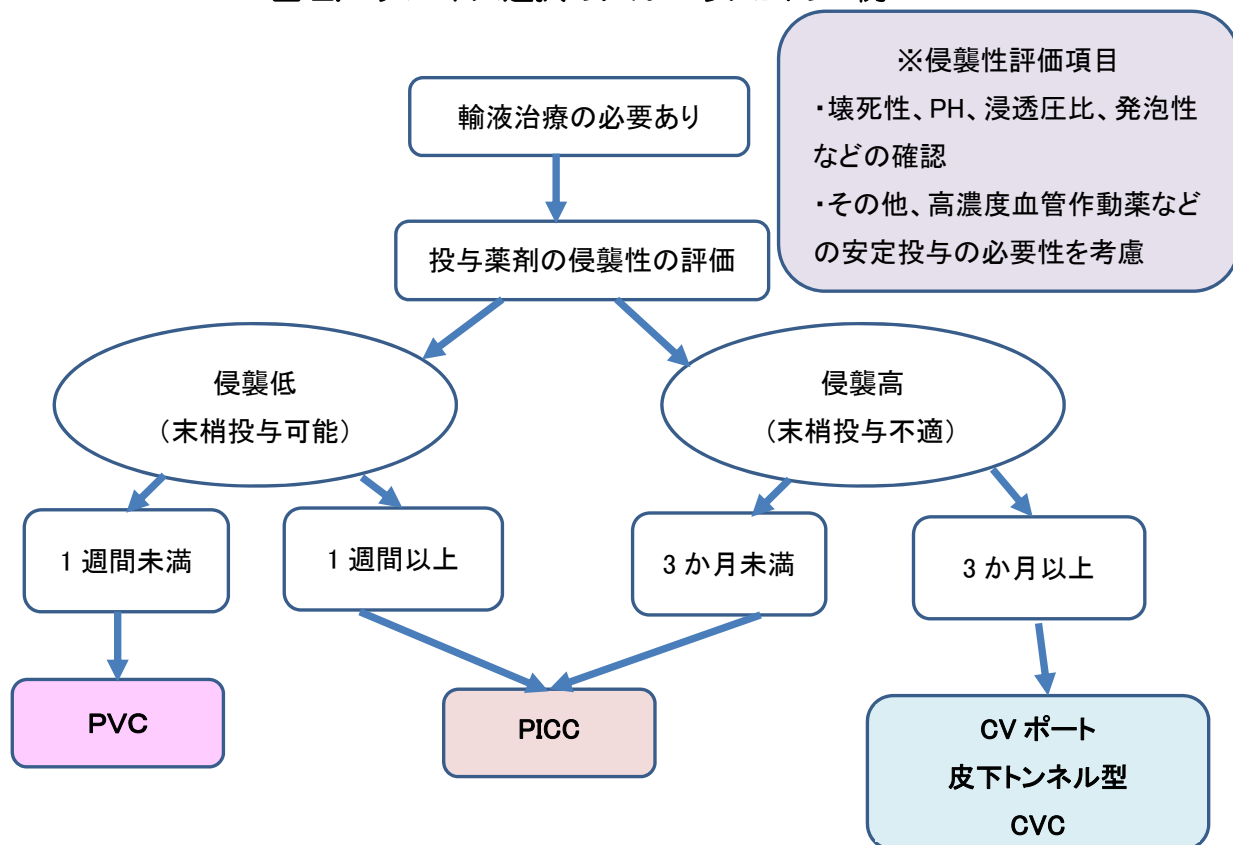 輸液治療の必要あり
※侵襲性評価項目
・壊死性、PH、浸透圧比、発泡性
などの確認
・その他、高濃度血管作動薬など
の安定投与の必要性を考慮
投与薬剤の侵襲性の評価
侵襲低
（末梢投与可能）
侵襲高
（末梢投与不適）
1 週間未満
1 週間以上
3 か月未満
3 か月以上
PVC
PICC
CV ポート
皮下トンネル型
CVC